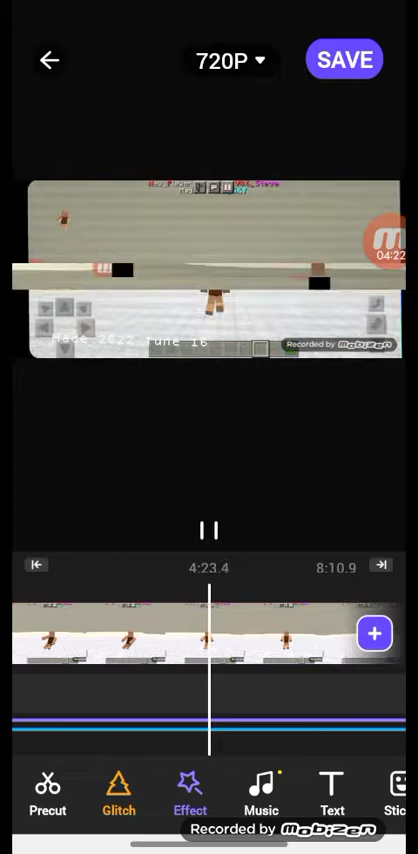 720P
SAVE
04:22
Made 2022 June 16
Recorded by mobizen
4:23.4
8:10.9
Precut
Glitch
Effect
Music
Text
Stic
Recorded by mobizen